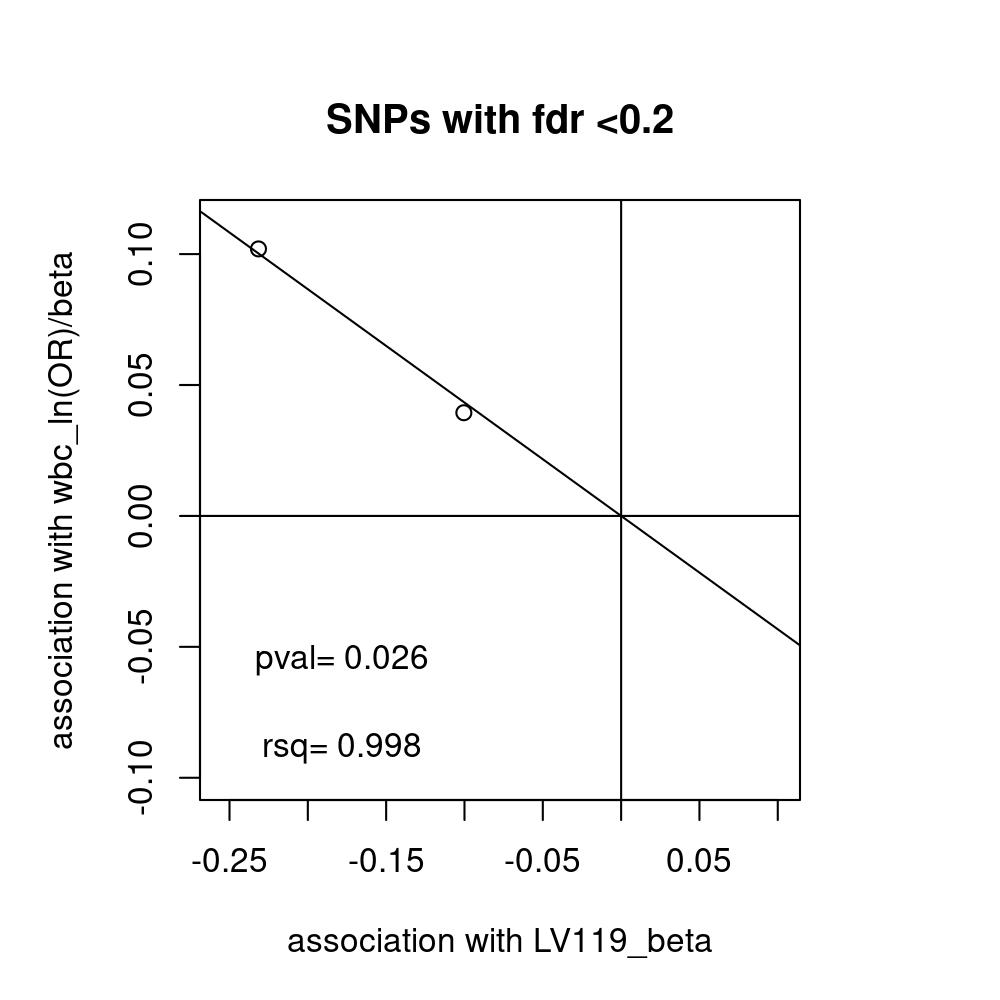 SNPs with fdr <0.2
association with wbc_ln(OR)/beta
0.10
0.05
0.00
-0.05
-0.10
pval= 0.026
rsq= 0.998
-0.25 -0.15 -0.05 0.05
association with LV119_beta